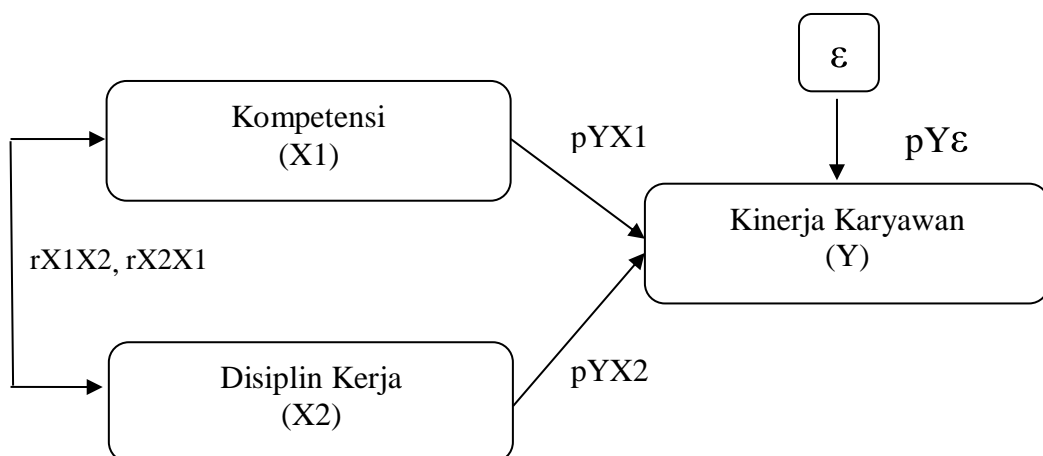 ε
Kompetensi
(X1)
pYX1
pYε
Kinerja Karyawan
(Y)
rX1X2, rX2X1
Disiplin Kerja
(X2)
pYX2